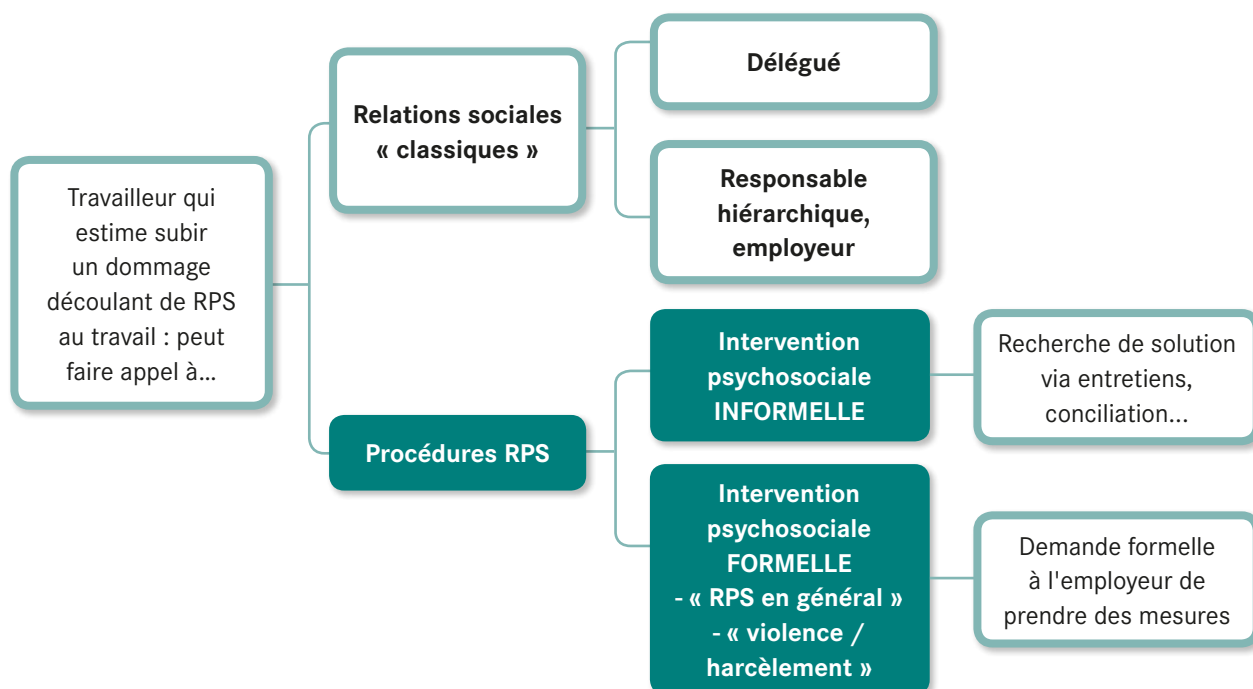 Travailleur qui
estime subir
un dommage
découlant de RPS
au travail : peut
faire appel à...
Relations sociales
« classiques »
Délégué
Responsable
hiérarchique,
employeur
Procédures RPS
Intervention
psychosociale
INFORMELLE
Recherche de solution
via entretiens,
conciliation...
Intervention
psychosociale
FORMELLE
- « RPS en général »
- « violence /
harcèlement »
Demande formelle
à l'employeur de
prendre des mesures